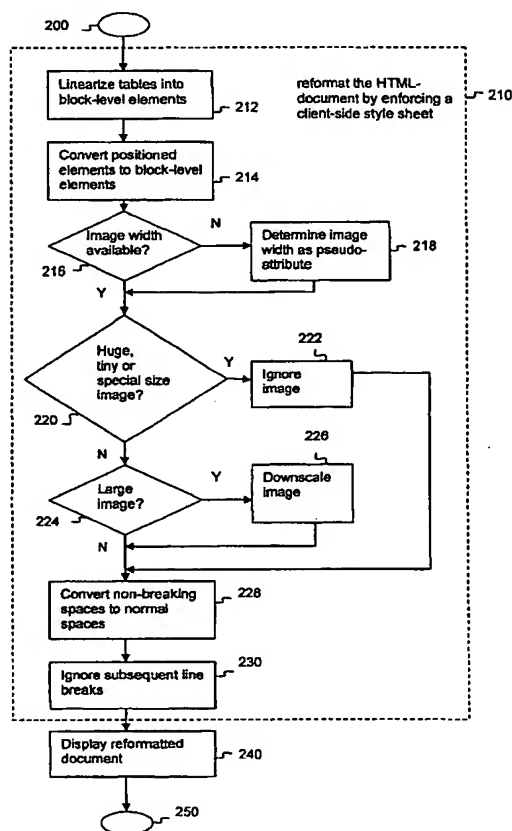 200
Linearize tables into
block-level elements
212
reformat the HTML-
document by enforcing a
client-side style sheet
210
Convert positioned
elements to block-level
elements
214
Image width
available?
216
N
Determine image
width as pseudo-
attribute
218
Y
Huge,
tiny or
special size
image?
220
Y
222
Ignore
image
N
Large
image?
224
Y
226
Downscale
image
N
Convert non-breaking
spaces to normal
spaces
228
Ignore subsequent line
breaks
230
Display reformatted
document
240
250